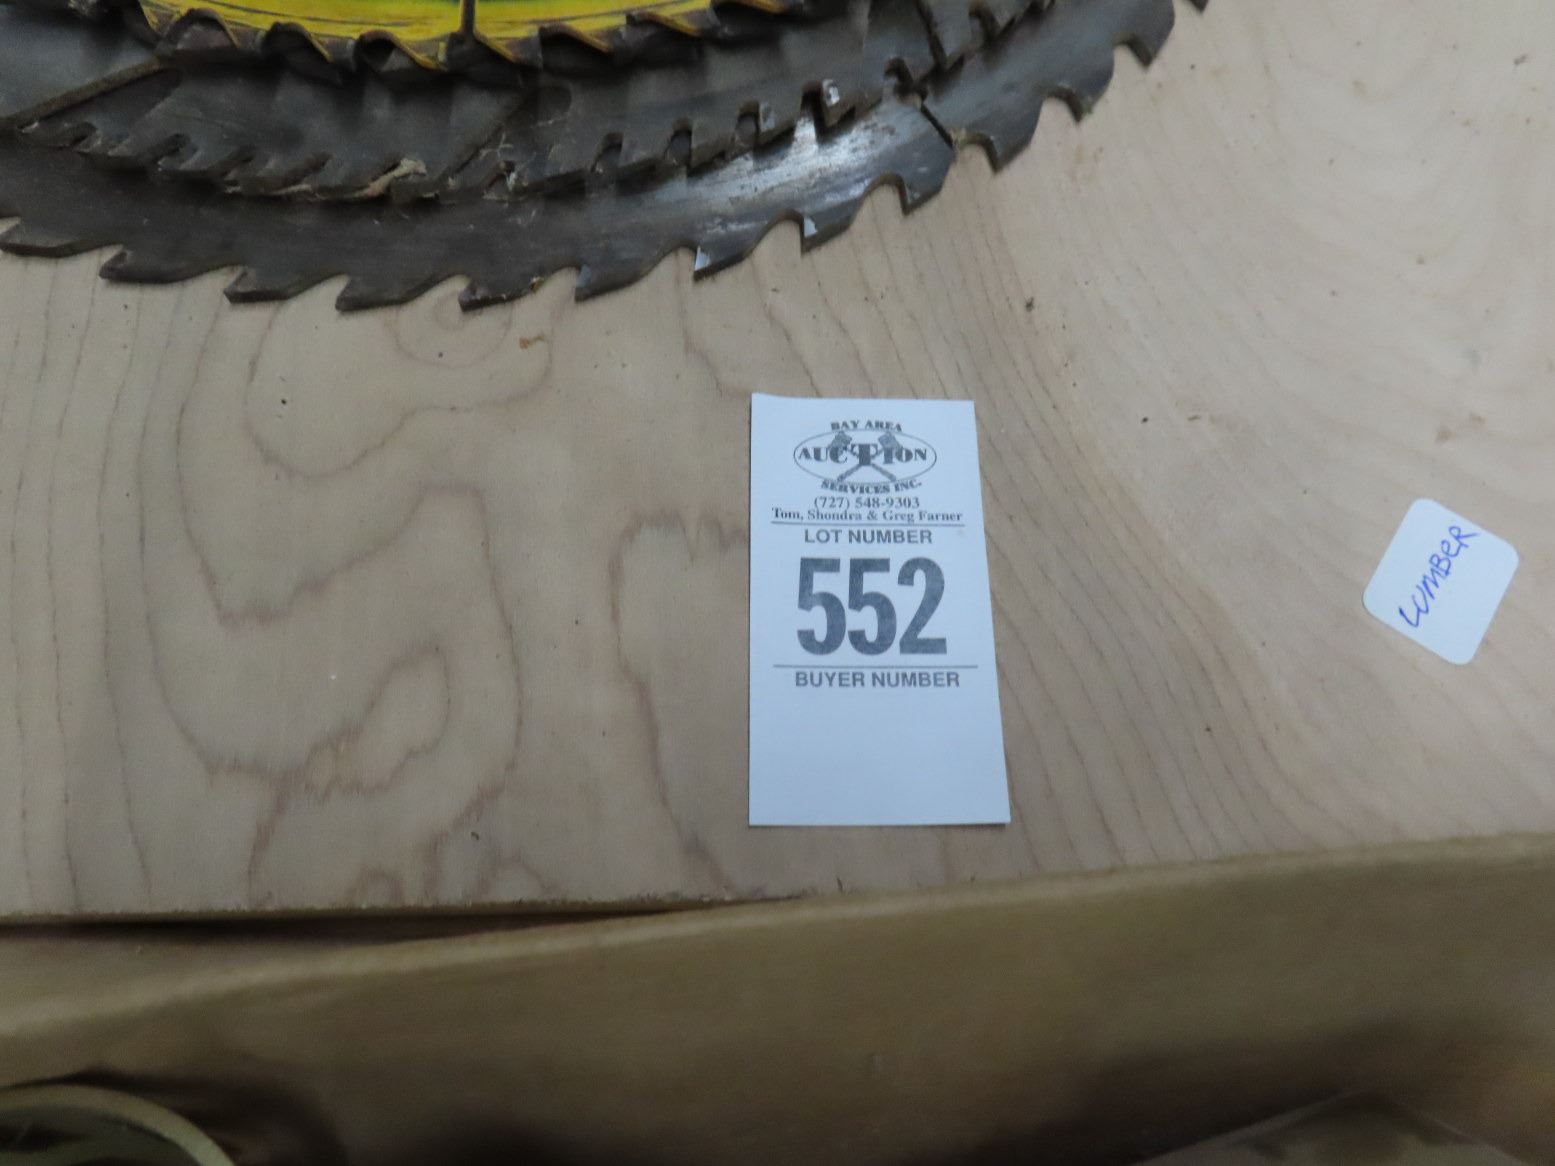 BAY AREA
AUCTION
SERVICES INC.
(727) 548-9303
Tom, Shondra & Greg Farner
LOT NUMBER
552
BUYER NUMBER
LUMBER